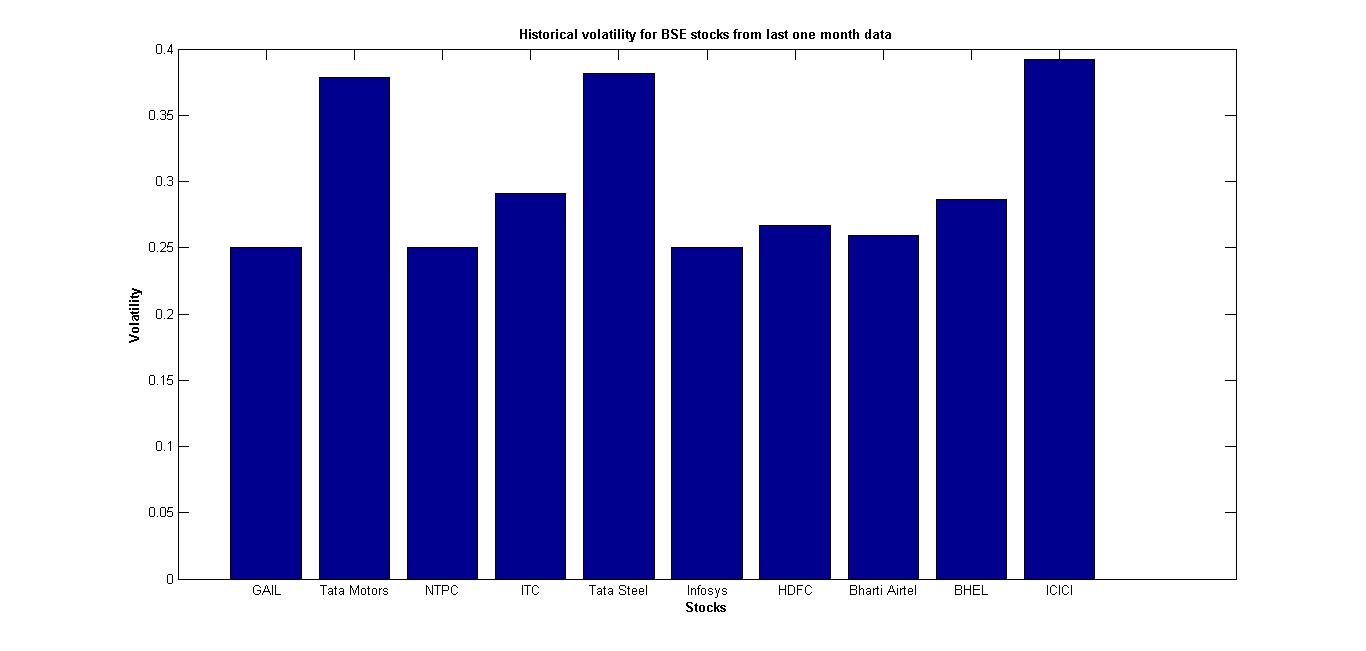 Historical volatility for BSE stocks from last one month data
0.4
0.35
0.3
0.25
0.2
0.15
0.1
0.05
0
Volatility
GAIL Tata Motors NTPC ITC Tata Steel Infosys HDFC Bharti Airtel BHEL ICICI
Stocks